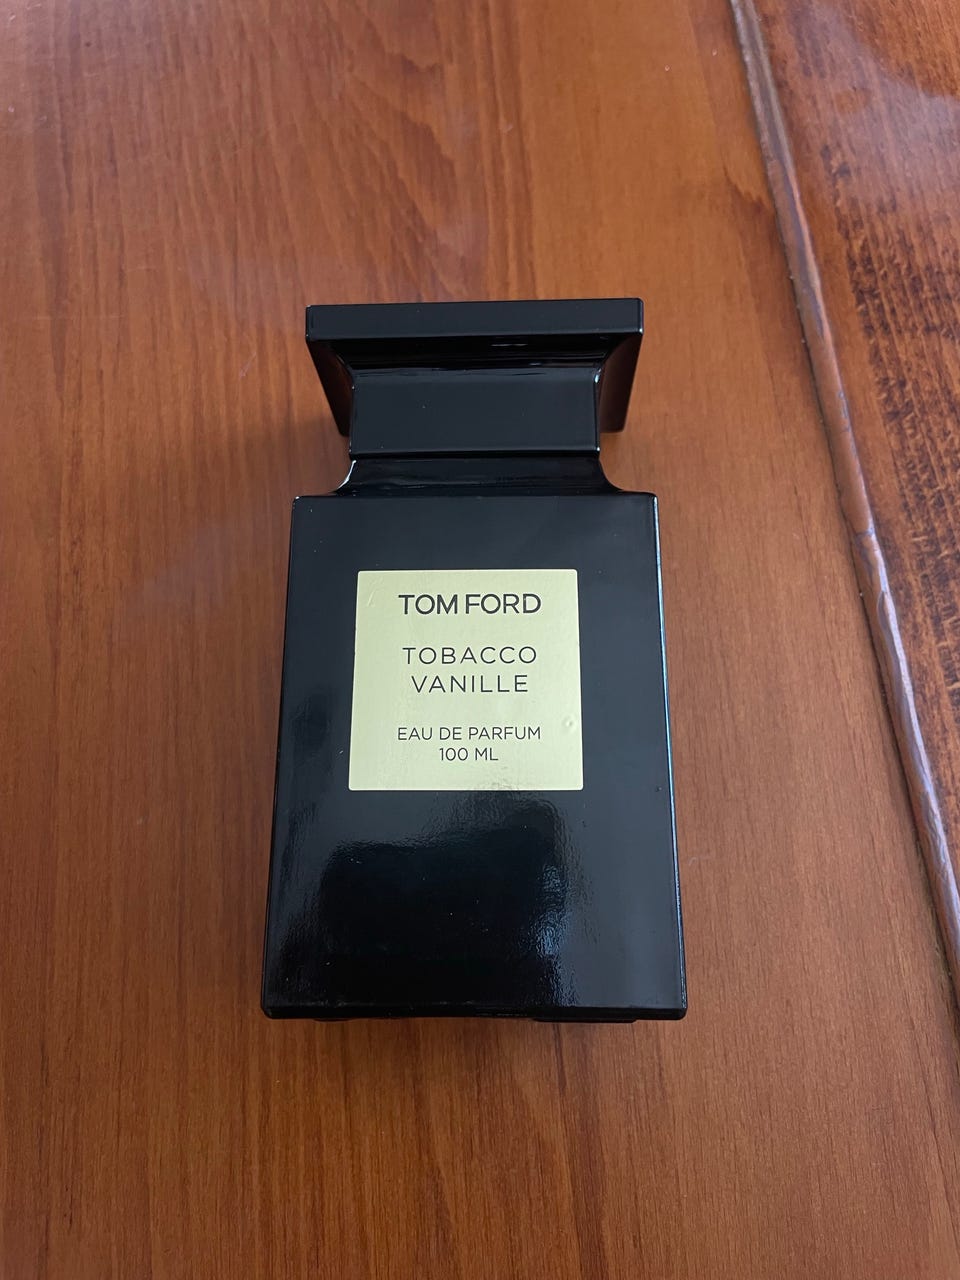 TOM FORD
TOBACCO
VANILLE
EAU DE PARFUM
100 ML